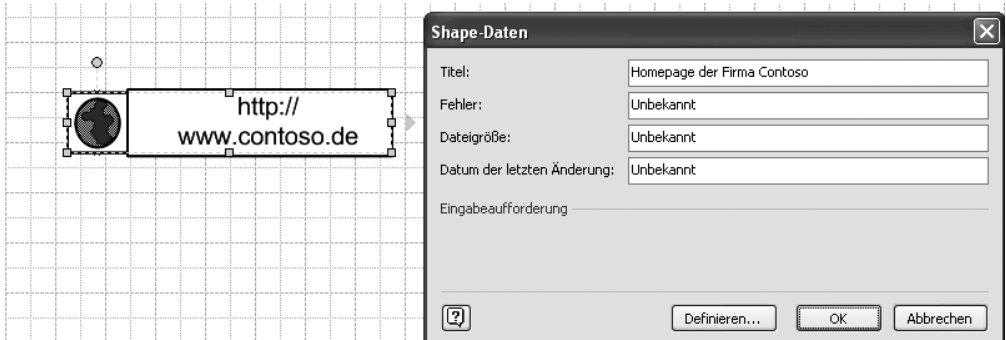 http://
www.contoso.de
Shape-Daten
Titel: Homepage der Firma Contoso
Fehler: Unbekannt
Dateigröße: Unbekannt
Datum der letzten Änderung: Unbekannt
Eingabeaufforderung
Definieren... OK Abbrechen